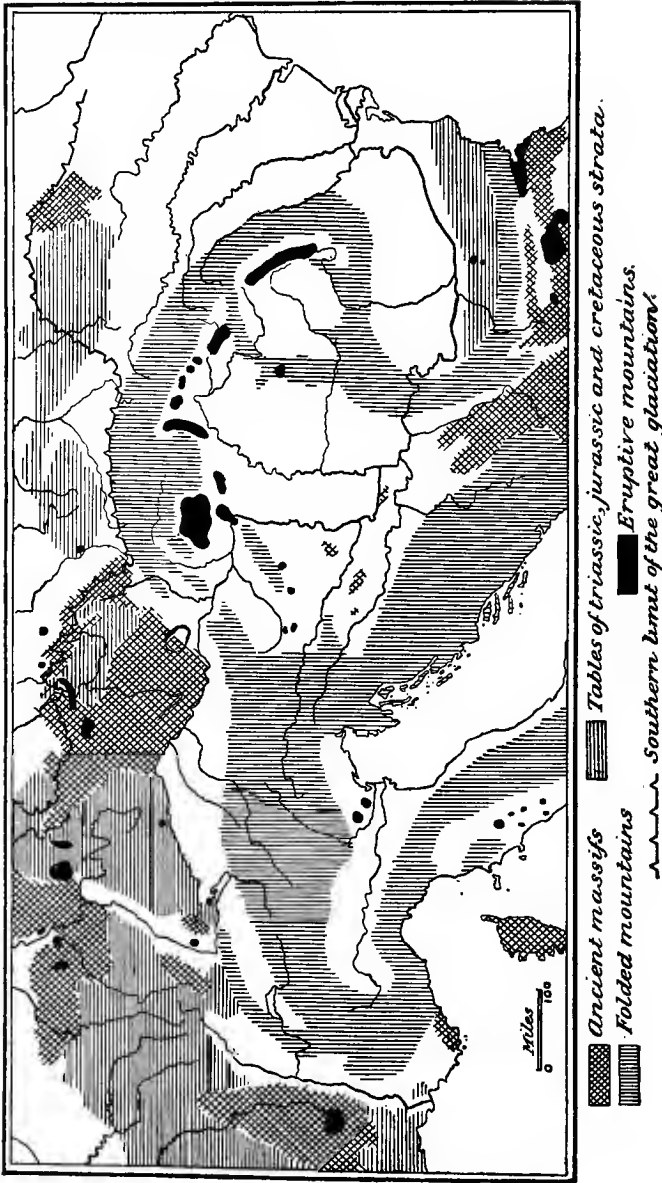 Miles
0 100
Ancient massifs
Tables of triassic, jurassic and cretaceous strata.
Folded mountains
Eruptive mountains.
Southern limit of the great glaciation.